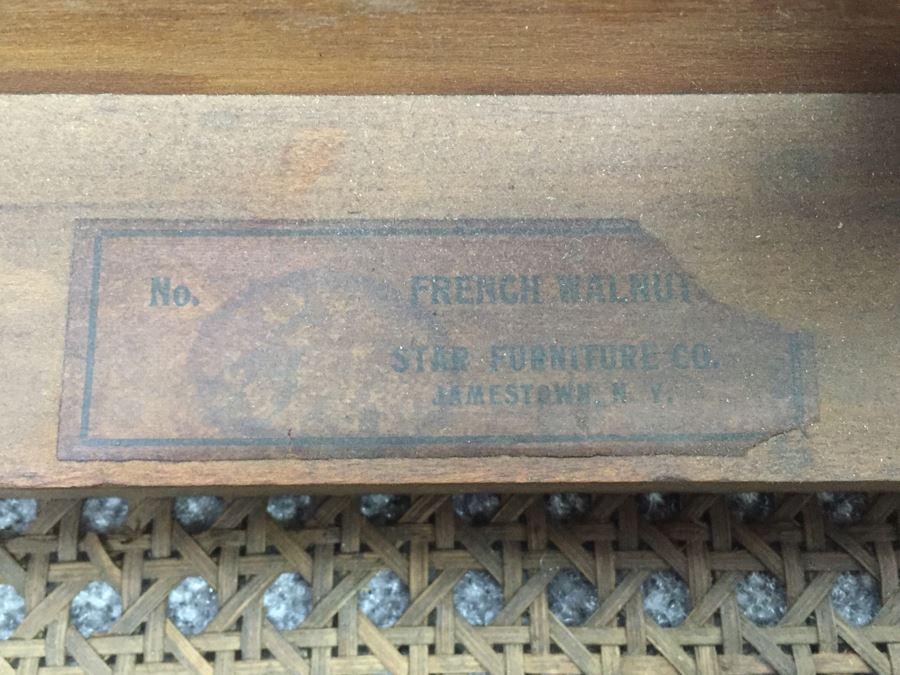 No. FRENCH WALNUT
STAR FURNITURE CO.
JAMESTOWN, N. Y.